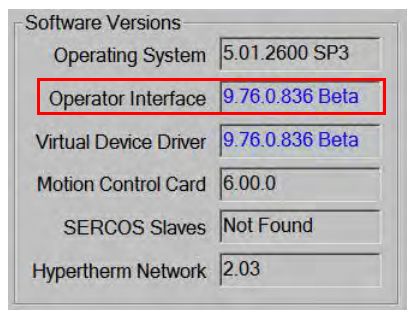 Software Versions
Operating System 5.01.2600 SP3
Operator Interface 9.76.0.836 Beta
Virtual Device Driver 9.76.0.836 Beta
Motion Control Card 6.00.0
SERCOS Slaves Not Found
Hypertherm Network 2.03